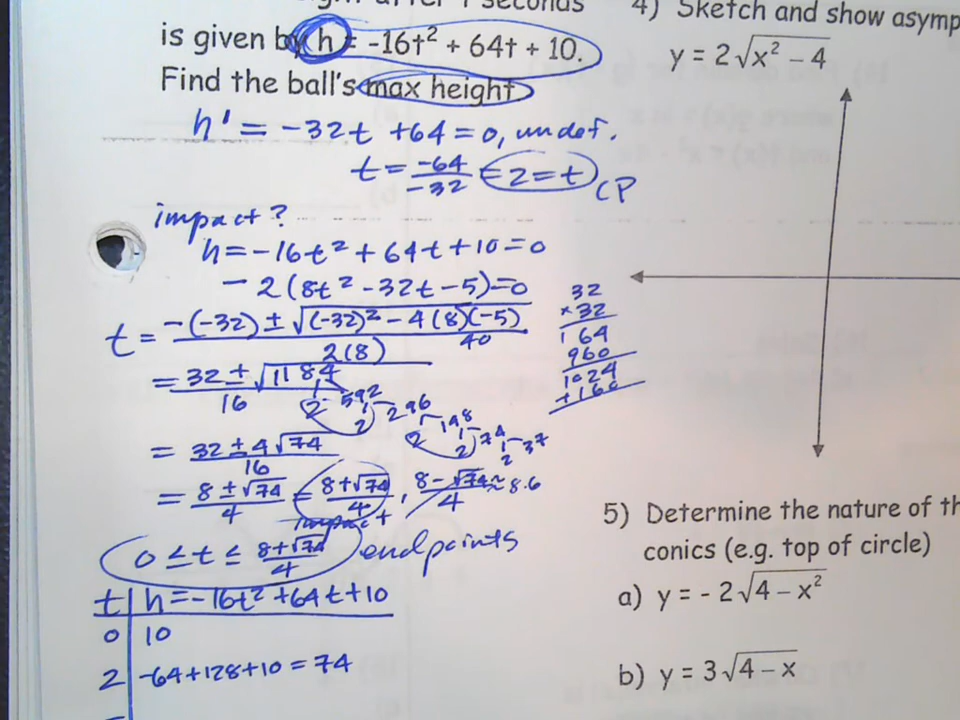 is given by h = -16t² + 64t + 10.
Find the ball's max height
h' = -32t + 64 = 0, undef.
t = -64/-32 = 2 = t CP
impact?
h = -16t² + 64t + 10 = 0
-2(8t² - 32t - 5) = 0
t = -(-32) ± √(-32)² - 4(8)(-5) / 2(8)
40
= 32 ± √1184 / 16
2 592
2 296
2 148
2 74
2 37
= 32 ± 4√74 / 16
= 8 ± √74 / 4 = 8+√74 / 4 , 8-√74 / 4 ≈ 8.6
impact
0 ≤ t ≤ 8+√74 / 4 endpoints
t | h = -16t² + 64t + 10
0 | 10
2 | -64+128+10 = 74
32
×32
164
960
1024
+160
4) Sketch and show asymp
y = 2√x² - 4
5) Determine the nature of th
conics (e.g. top of circle)
a) y = - 2√4 - x²
b) y = 3√4 - x